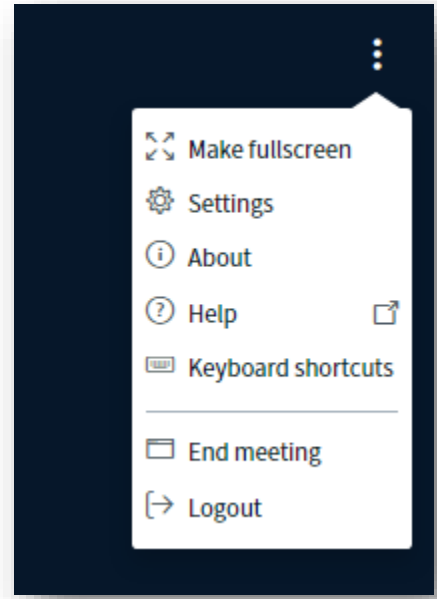 Make fullscreen
Settings
About
Help
Keyboard shortcuts
End meeting
Logout